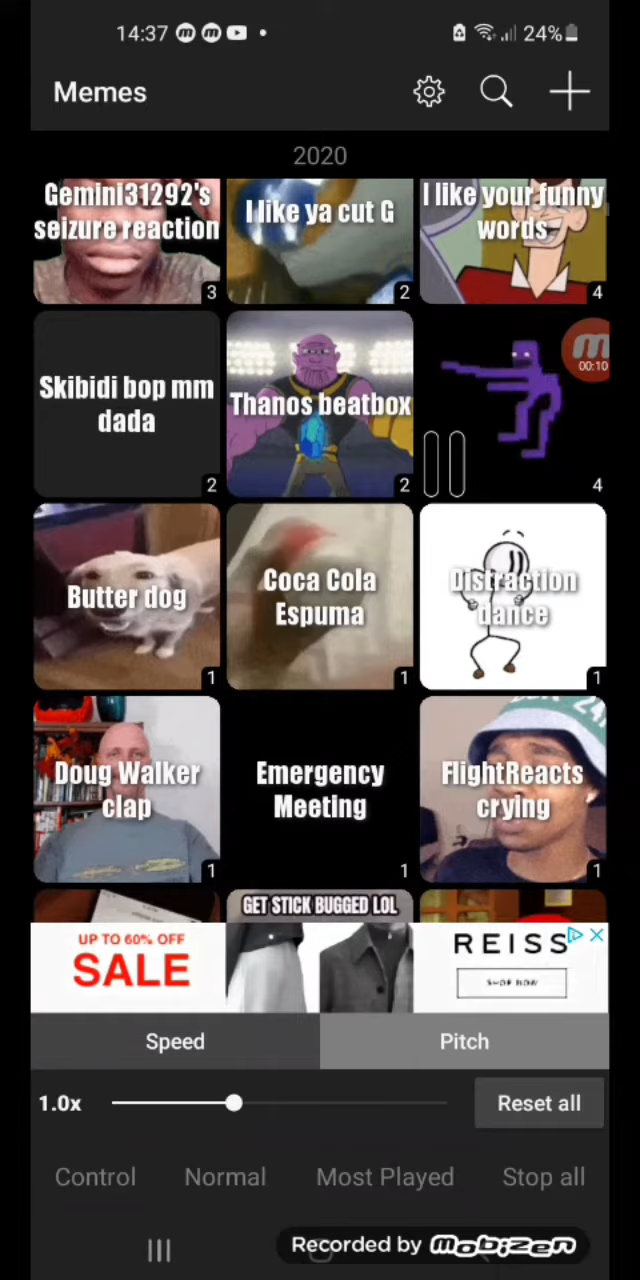 14:37
24%
Memes
2020
Gemini31292's
seizure reaction
3
I like ya cut G
2
I like your funny
words
4
Skibidi bop mm
dada
2
Thanos beatbox
2
00:10
4
Butter dog
1
Coca Cola
Espuma
1
Distraction
dance
1
Doug Walker
clap
1
Emergency
Meeting
1
FlightReacts
crying
1
GET STICK BUGGED LOL
UP TO 60% OFF
SALE
REISS
SHOP NOW
Speed
Pitch
1.0x
Reset all
Control
Normal
Most Played
Stop all
Recorded by mobizen